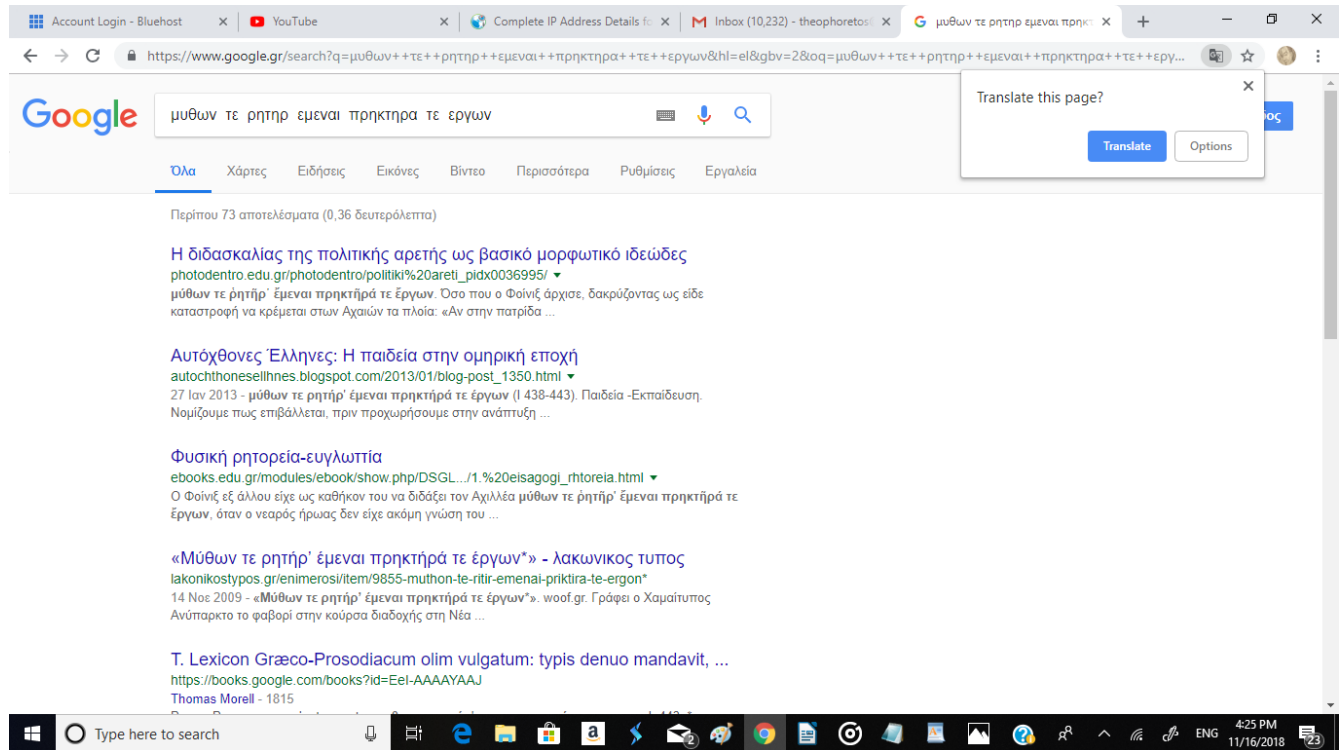 Account Login - Bluehost
YouTube
Complete IP Address Details fo
Inbox (10,232) - theophoretos
μυθων τε ρητηρ εμεναι πρηκτ
https://www.google.gr/search?q=μυθων++τε++ρητηρ++εμεναι++πρηκτηρα++τε++εργων&hl=el&gbv=2&oq=μυθων++τε++ρητηρ++εμεναι++πρηκτηρα++τε++εργ...
Translate this page?
Translate
Options
Google
μυθων τε ρητηρ εμεναι πρηκτηρα τε εργων
Όλα Χάρτες Ειδήσεις Εικόνες Βίντεο Περισσότερα Ρυθμίσεις Εργαλεία
Περίπου 73 αποτελέσματα (0,36 δευτερόλεπτα)
Η διδασκαλίας της πολιτικής αρετής ως βασικό μορφωτικό ιδεώδες
photodentro.edu.gr/photodentro/politiki%20areti_pidx0036995/
μύθων τε ῥητῆρ᾽ ἔμεναι πρηκτῆρά τε ἔργων. Όσο που ο Φοίνιξ άρχισε, δακρύζοντας ως είδε
καταστροφή να κρέμεται στων Αχαιών τα πλοία: «Αν στην πατρίδα ...
Αυτόχθονες Έλληνες: Η παιδεία στην ομηρική εποχή
autochthonesellhnes.blogspot.com/2013/01/blog-post_1350.html
27 Ιαν 2013 - μύθων τε ρητήρ' έμεναι πρηκτήρά τε έργων (Ι 438-443). Παιδεία -Εκπαίδευση.
Νομίζουμε πως επιβάλλεται, πριν προχωρήσουμε στην ανάπτυξη ...
Φυσική ρητορεία-ευγλωττία
ebooks.edu.gr/modules/ebook/show.php/DSGL.../1.%20eisagogi_rhtoreia.html
Ο Φοίνιξ εξ άλλου είχε ως καθήκον του να διδάξει τον Αχιλλέα μύθων τε ῥητῆρ' ἔμεναι πρηκτῆρά τε
ἔργων, όταν ο νεαρός ήρωας δεν είχε ακόμη γνώση του ...
«Μύθων τε ρητήρ' έμεναι πρηκτήρά τε έργων*» - λακωνικος τυπος
lakonikostypos.gr/enimerosi/item/9855-muthon-te-ritir-emenai-priktira-te-ergon*
14 Νοε 2009 - «Μύθων τε ρητήρ' έμεναι πρηκτήρά τε έργων*». woof.gr. Γράφει ο Χαμαίτυπος
Ανύπαρκτο το φαβορί στην κούρσα διαδοχής στη Νέα ...
T. Lexicon Græco-Prosodiacum olim vulgatum: typis denuo mandavit, ...
https://books.google.com/books?id=EeI-AAAAYAAJ
Thomas Morell - 1815
Type here to search
ENG
4:25 PM
11/16/2018
23